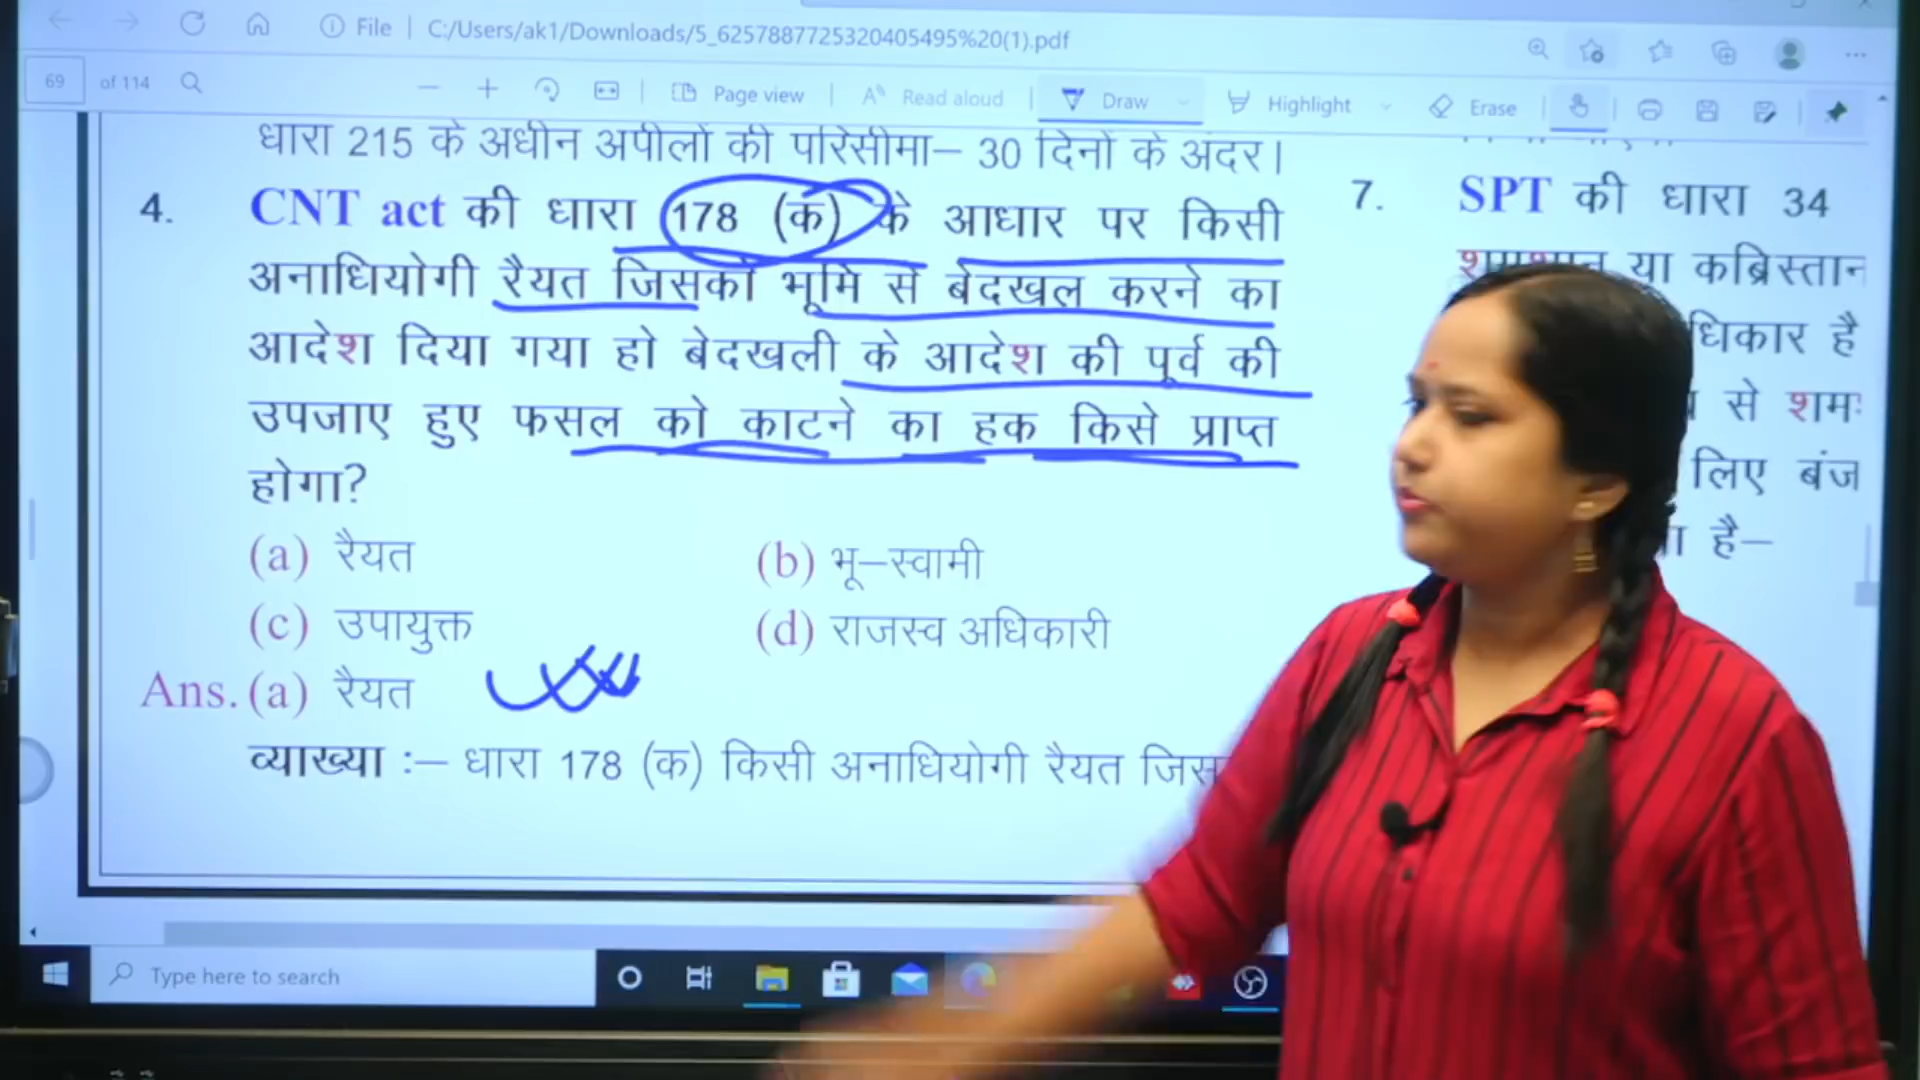 File | C:/Users/ak1/Downloads/5_6257887725320405495%20(1).pdf
69 of 114
Page view
Read aloud
Draw
Highlight
Erase
धारा 215 के अधीन अपीलों की परिसीमा– 30 दिनों के अंदर।
4. CNT act की धारा 178 (क) के आधार पर किसी
अनाधियोगी रैयत जिसको भूमि से बेदखल करने का
आदेश दिया गया हो बेदखली के आदेश की पूर्व की
उपजाए हुए फसल को काटने का हक किसे प्राप्त
होगा?
(a) रैयत
(b) भू–स्वामी
(c) उपायुक्त
(d) राजस्व अधिकारी
Ans. (a) रैयत
व्याख्या :– धारा 178 (क) किसी अनाधियोगी रैयत
7. SPT की धारा 34
या कब्रिस्तान
है
से
लिए
है–
Type here to search